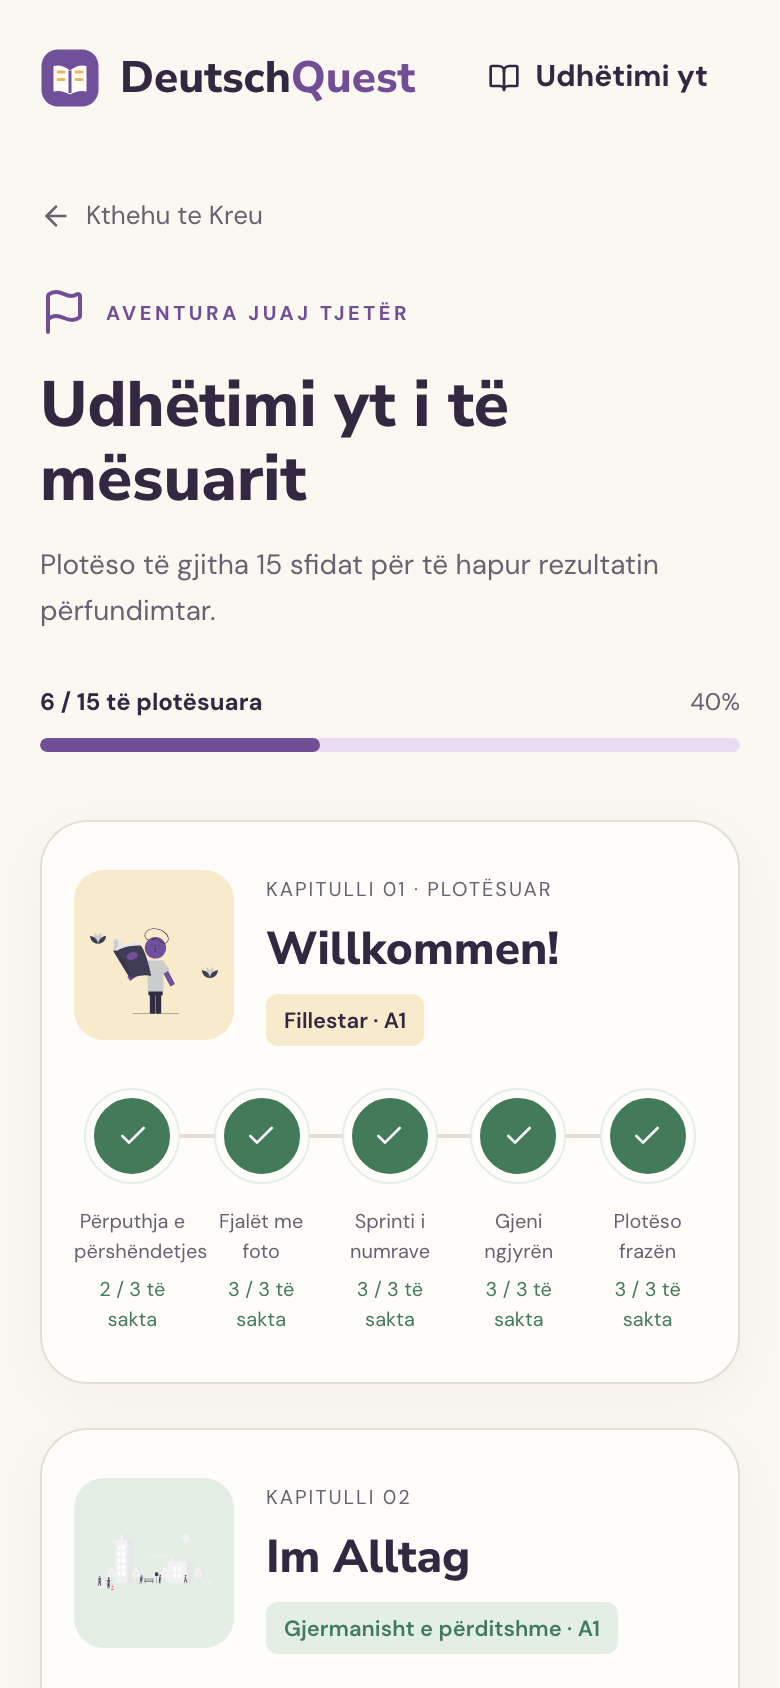 DeutschQuest
Udhëtimi yt
Kthehu te Kreu
AVENTURA JUAJ TJETËR
Udhëtimi yt i të
mësuarit
Plotëso të gjitha 15 sfidat për të hapur rezultatin
përfundimtar.
6 / 15 të plotësuara
40%
KAPITULLI 01 · PLOTËSUAR
Willkommen!
Fillestar · A1
Përputhja e
përshëndetjes
2 / 3 të
sakta
Fjalët me
foto
3 / 3 të
sakta
Sprinti i
numrave
3 / 3 të
sakta
Gjeni
ngjyrën
3 / 3 të
sakta
Plotëso
frazën
3 / 3 të
sakta
KAPITULLI 02
Im Alltag
Gjermanisht e përditshme · A1